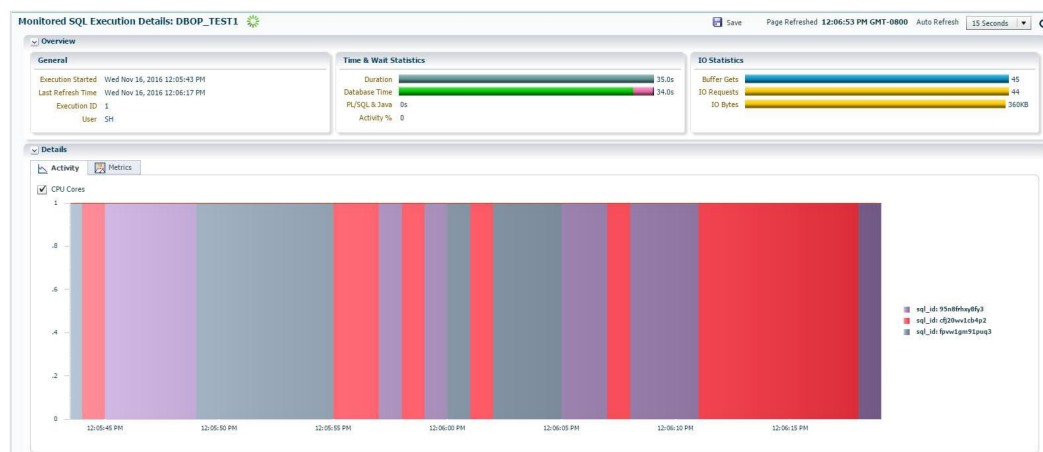 Monitored SQL Execution Details: DBOP_TEST1
Save Page Refreshed 12:06:53 PM GMT-0800 Auto Refresh 15 Seconds
Overview
General
Execution Started Wed Nov 16, 2016 12:05:43 PM
Last Refresh Time Wed Nov 16, 2016 12:06:17 PM
Execution ID 1
User SH
Time & Wait Statistics
Duration 35.0s
Database Time 34.0s
PL/SQL & Java 0s
Activity % 0
IO Statistics
Buffer Gets 45
IO Requests 44
IO Bytes 360KB
Details
Activity Metrics
CPU Cores
1
.8
.6
.4
.2
0
12:05:45 PM 12:05:50 PM 12:05:55 PM 12:06:00 PM 12:06:05 PM 12:06:10 PM 12:06:15 PM
sql_id: 95n8frhxy8fy3
sql_id: cfj20wv1cb4p2
sql_id: fpvw1gm91puq3